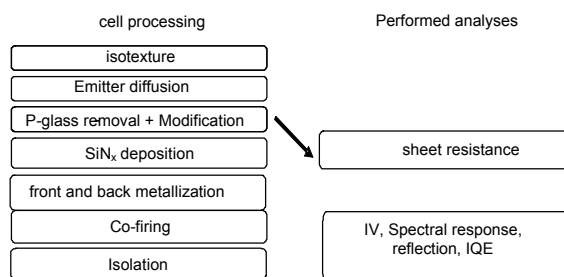 cell processing
Performed analyses
isotexture
Emitter diffusion
P-glass removal + Modification
SiNx deposition
sheet resistance
front and back metallization
Co-firing
IV, Spectral response,
reflection, IQE
Isolation